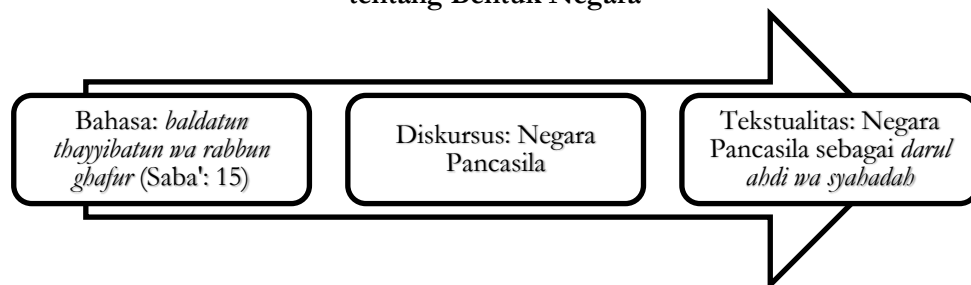 tentang Bentuk Negara
Bahasa: baldatun
thayyibatun wa rabbun
ghafur (Saba': 15)
Diskursus: Negara
Pancasila
Tekstualitas: Negara
Pancasila sebagai darul
ahdi wa syahadah